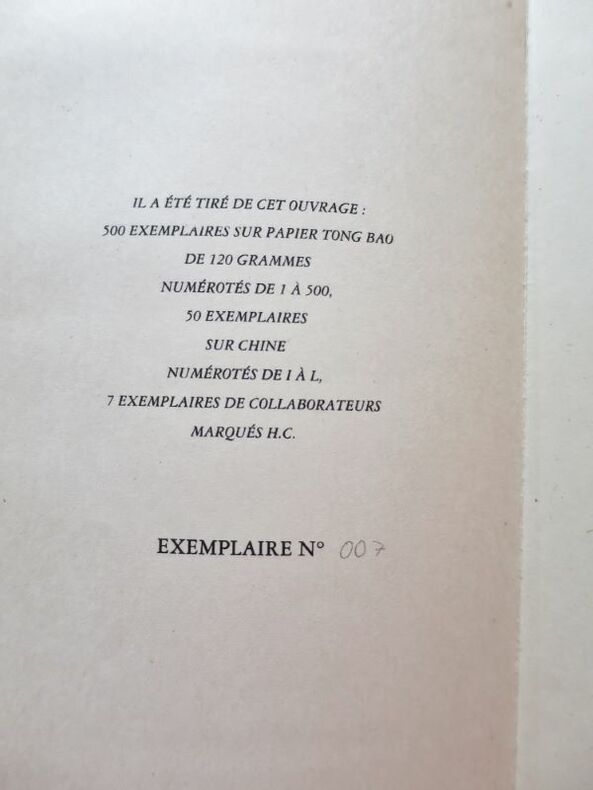 IL A ÉTÉ TIRÉ DE CET OUVRAGE :
500 EXEMPLAIRES SUR PAPIER TONG BAO
DE 120 GRAMMES
NUMÉROTÉS DE 1 À 500,
50 EXEMPLAIRES
SUR CHINE
NUMÉROTÉS DE I À L,
7 EXEMPLAIRES DE COLLABORATEURS
MARQUÉS H.C.
EXEMPLAIRE N° 007